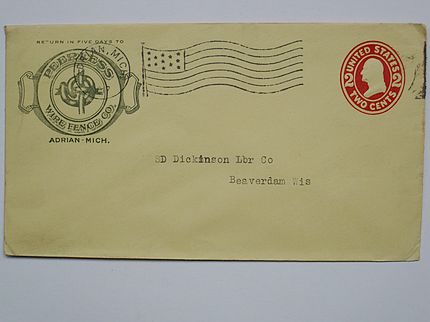 RETURN IN FIVE DAYS TO
PEERLESS
WIRE FENCE CO.
ADRIAN-MICH.
UNITED STATES
TWO CENTS
2
2
SD Dickinson Lbr Co
Beaverdam Wis